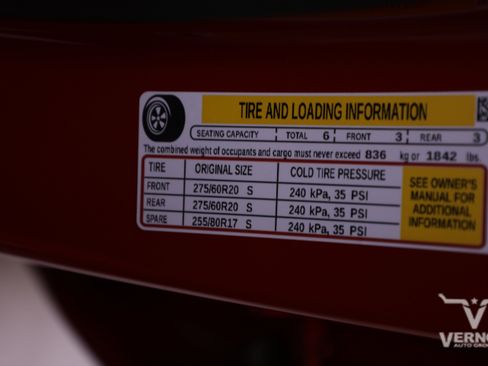 TIRE AND LOADING INFORMATION
SEATING CAPACITY TOTAL 6 FRONT 3 REAR 3
The combined weight of occupants and cargo must never exceed 836 kg or 1842 lbs.
TIRE ORIGINAL SIZE COLD TIRE PRESSURE
FRONT 275/60R20 S 240 kPa, 35 PSI
REAR 275/60R20 S 240 kPa, 35 PSI
SPARE 255/80R17 S 240 kPa, 35 PSI
SEE OWNER'S
MANUAL FOR
ADDITIONAL
INFORMATION
AUTO GROUP